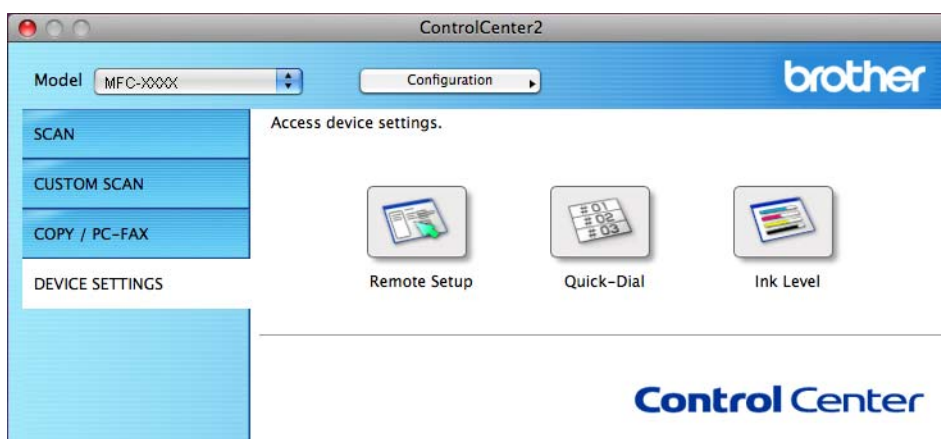 ControlCenter2
Model MFC-XXXX Configuration brother
SCAN
CUSTOM SCAN
COPY / PC-FAX
DEVICE SETTINGS
Access device settings.
#01
#02
#03
Remote Setup Quick-Dial Ink Level
Control Center